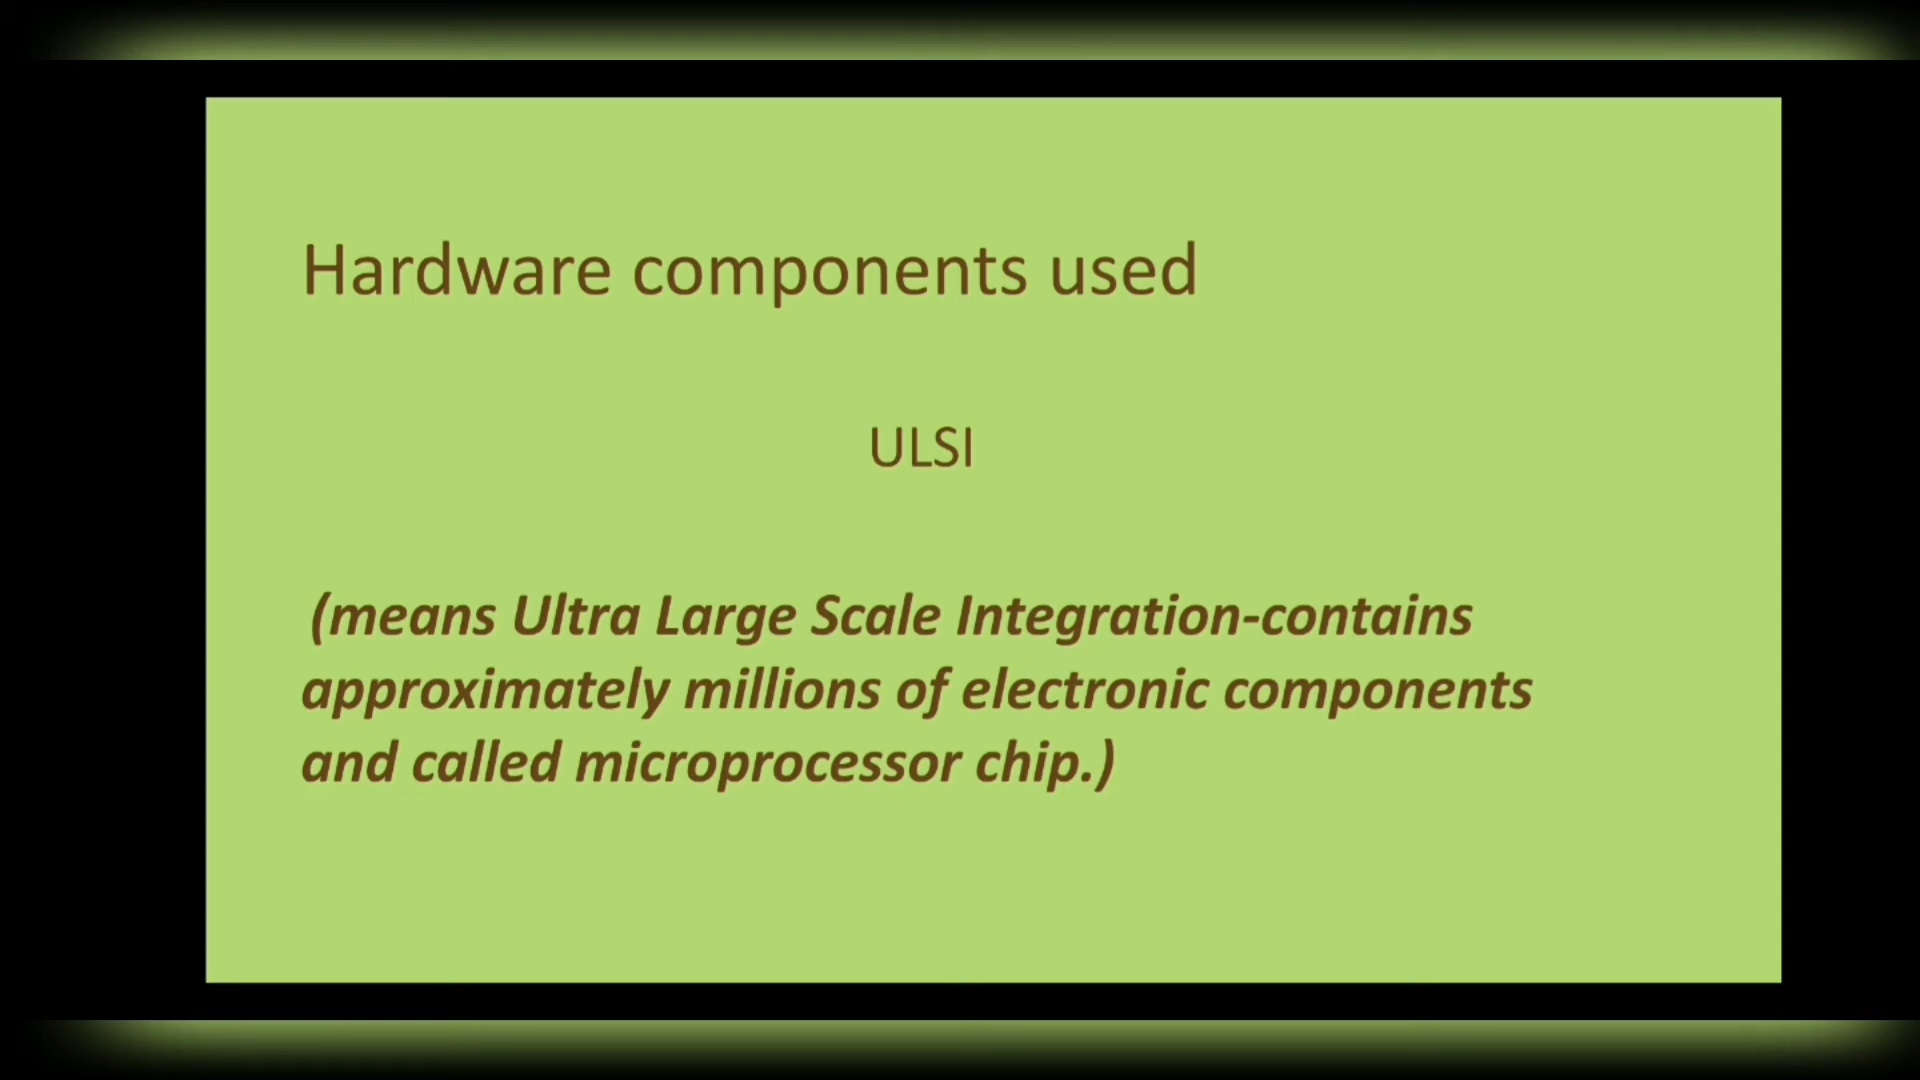 Hardware components used
ULSI
(means Ultra Large Scale Integration-contains
approximately millions of electronic components
and called microprocessor chip.)